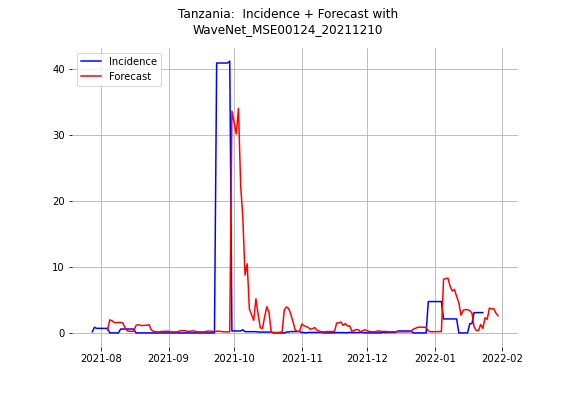 Tanzania:  Incidence + Forecast with
WaveNet_MSE00124_20211210
Incidence
Forecast
40
30
20
10
0
2021-08 2021-09 2021-10 2021-11 2021-12 2022-01 2022-02